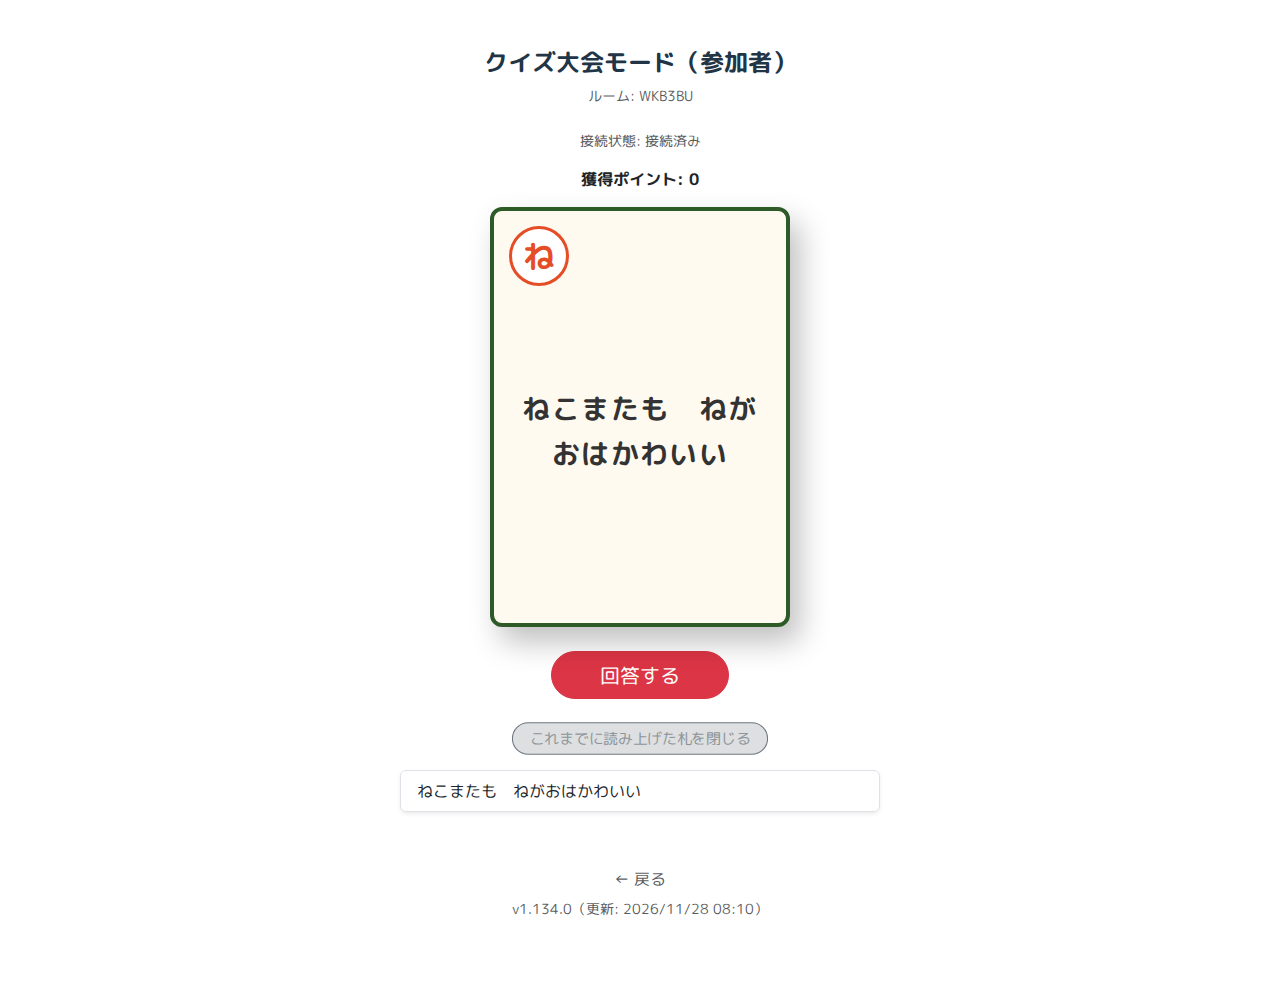 クイズ大会モード（参加者）
ルーム: WKB3BU
接続状態: 接続済み
獲得ポイント: 0
ね
ねこまたも　ねが
おはかわいい
回答する
これまでに読み上げた札を閉じる
ねこまたも　ねがおはかわいい
← 戻る
v1.134.0（更新: 2026/11/28 08:10）